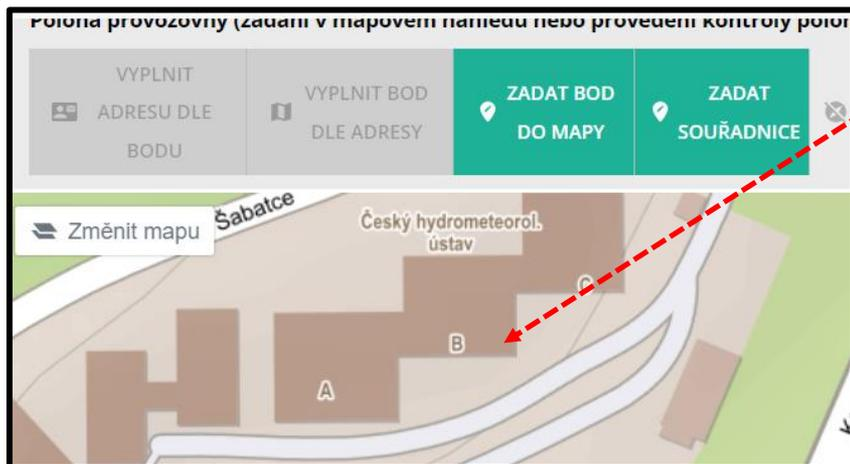 Poloha provozovny (zadání v mapovém náhledu nebo provedení kontroly
VYPLNIT
ADRESU DLE
BODU
VYPLNIT BOD
DLE ADRESY
ZADAT BOD
DO MAPY
ZADAT
SOUŘADNICE
Změnit mapu
Šabatce
Český hydrometeorol.
ústav
C
B
A